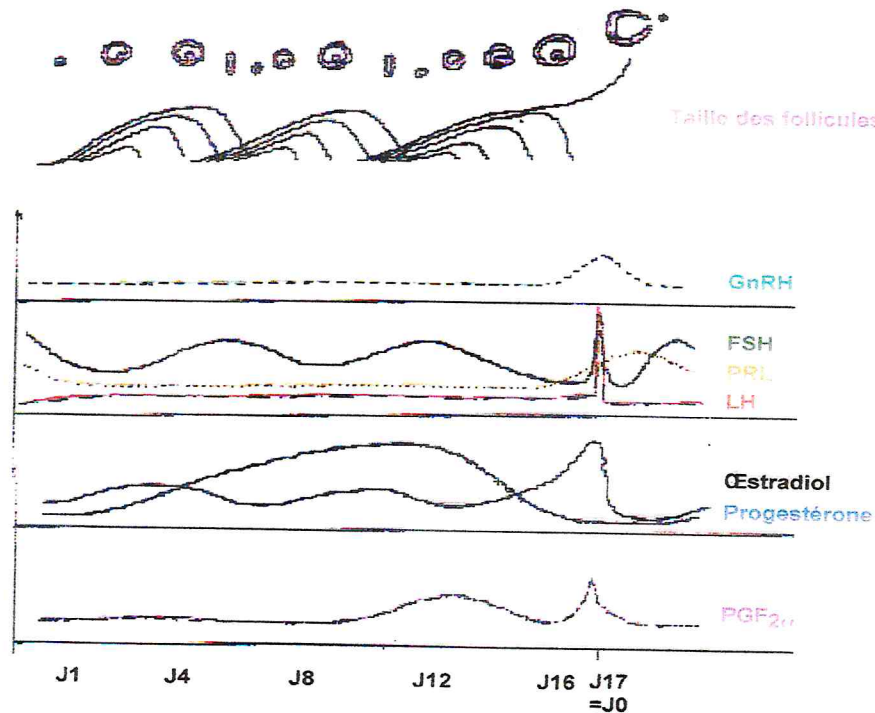 Taille des follicules
GnRH
FSH
PRL
LH
Œstradiol
Progestérone
PGF2α
J1 J4 J8 J12 J16 J17
=J0